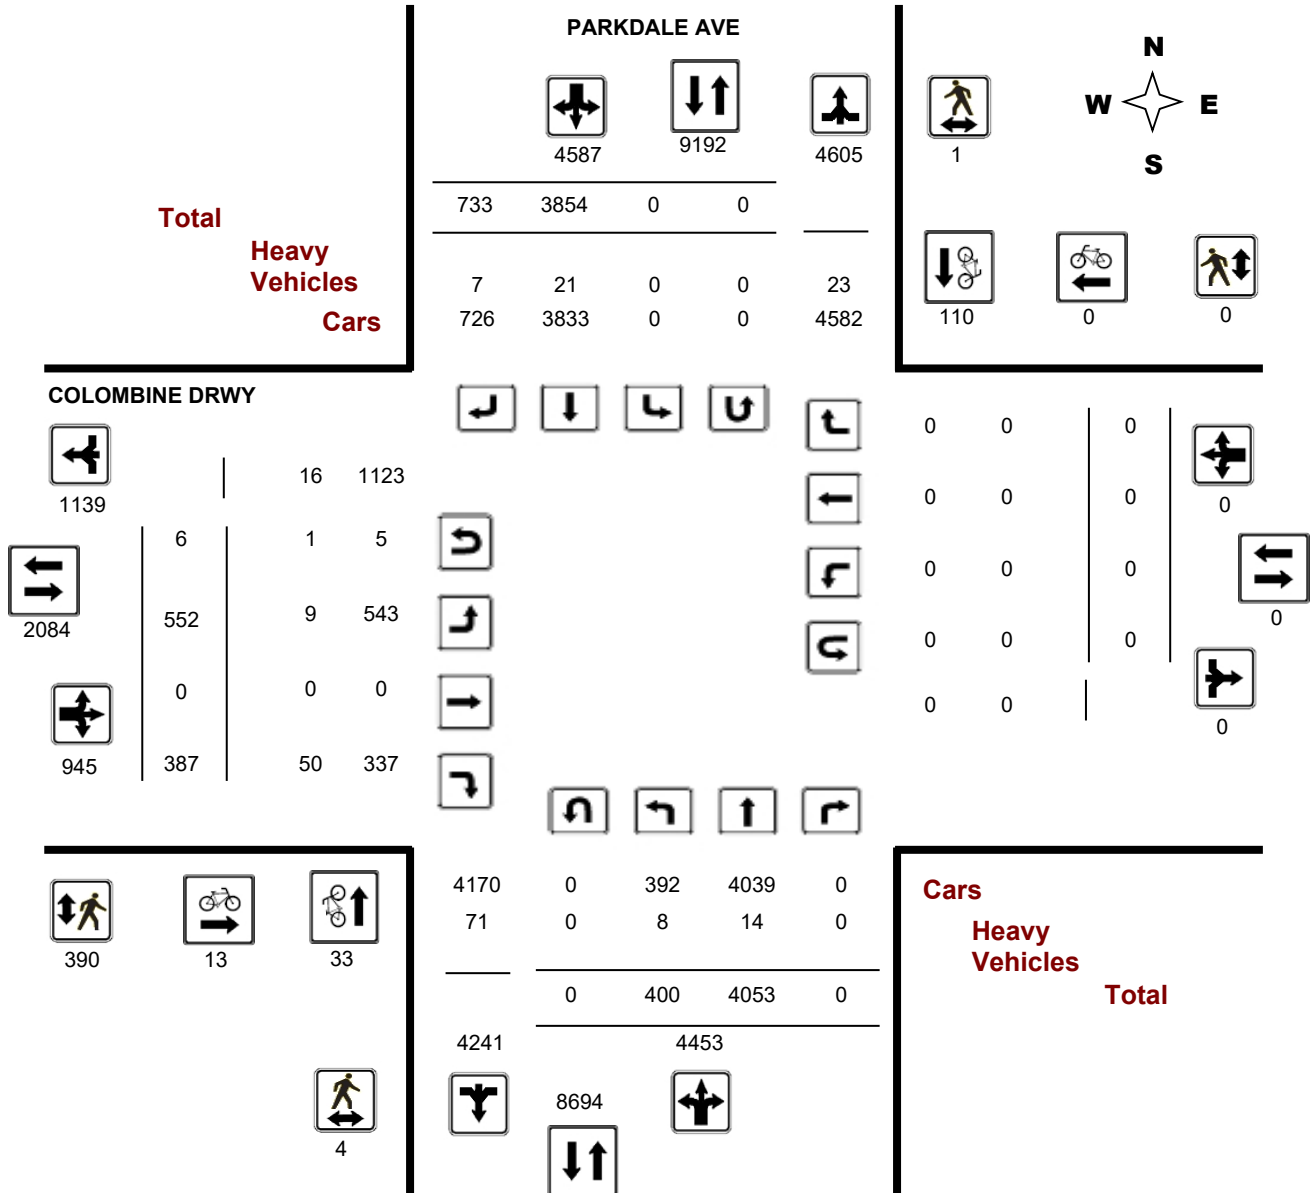 PARKDALE AVE
N
W E
S
4587 9192 4605 1
733 3854 0 0
Total
Heavy
Vehicles
7 21 0 0 23
Cars
726 3833 0 0 4582
110 0 0
COLOMBINE DRWY
0 0 0
16 1123
1139
0 0 0
0
6 1 5
0 0 0
552 9 543
0
2084
0 0 0
0 0 0
0 0
0
945 387 50 337
4170 0 392 4039 0
Cars
71 0 8 14 0
Heavy
Vehicles
390 13 33
0 400 4053 0
Total
4241 4453
8694
4